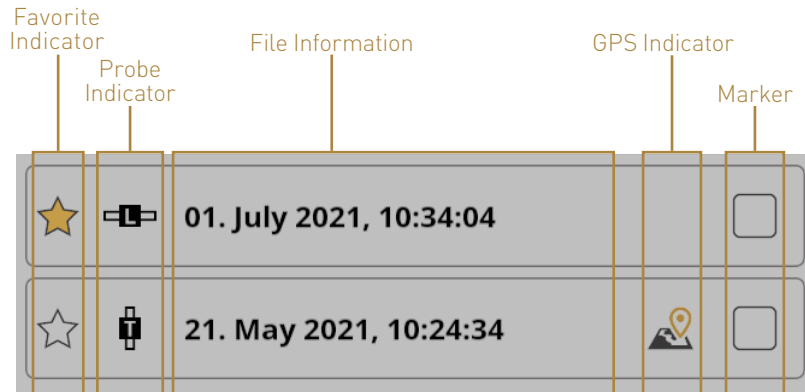 Favorite
Indicator
Probe
Indicator
File Information
GPS Indicator
Marker
L
01. July 2021, 10:34:04
T
21. May 2021, 10:24:34